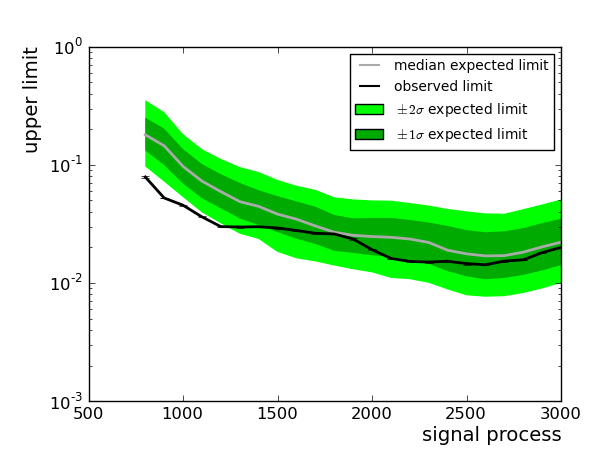 10^0
median expected limit
observed limit
±2σ expected limit
±1σ expected limit
upper limit
10^-1
10^-2
10^-3
500 1000 1500 2000 2500 3000
signal process